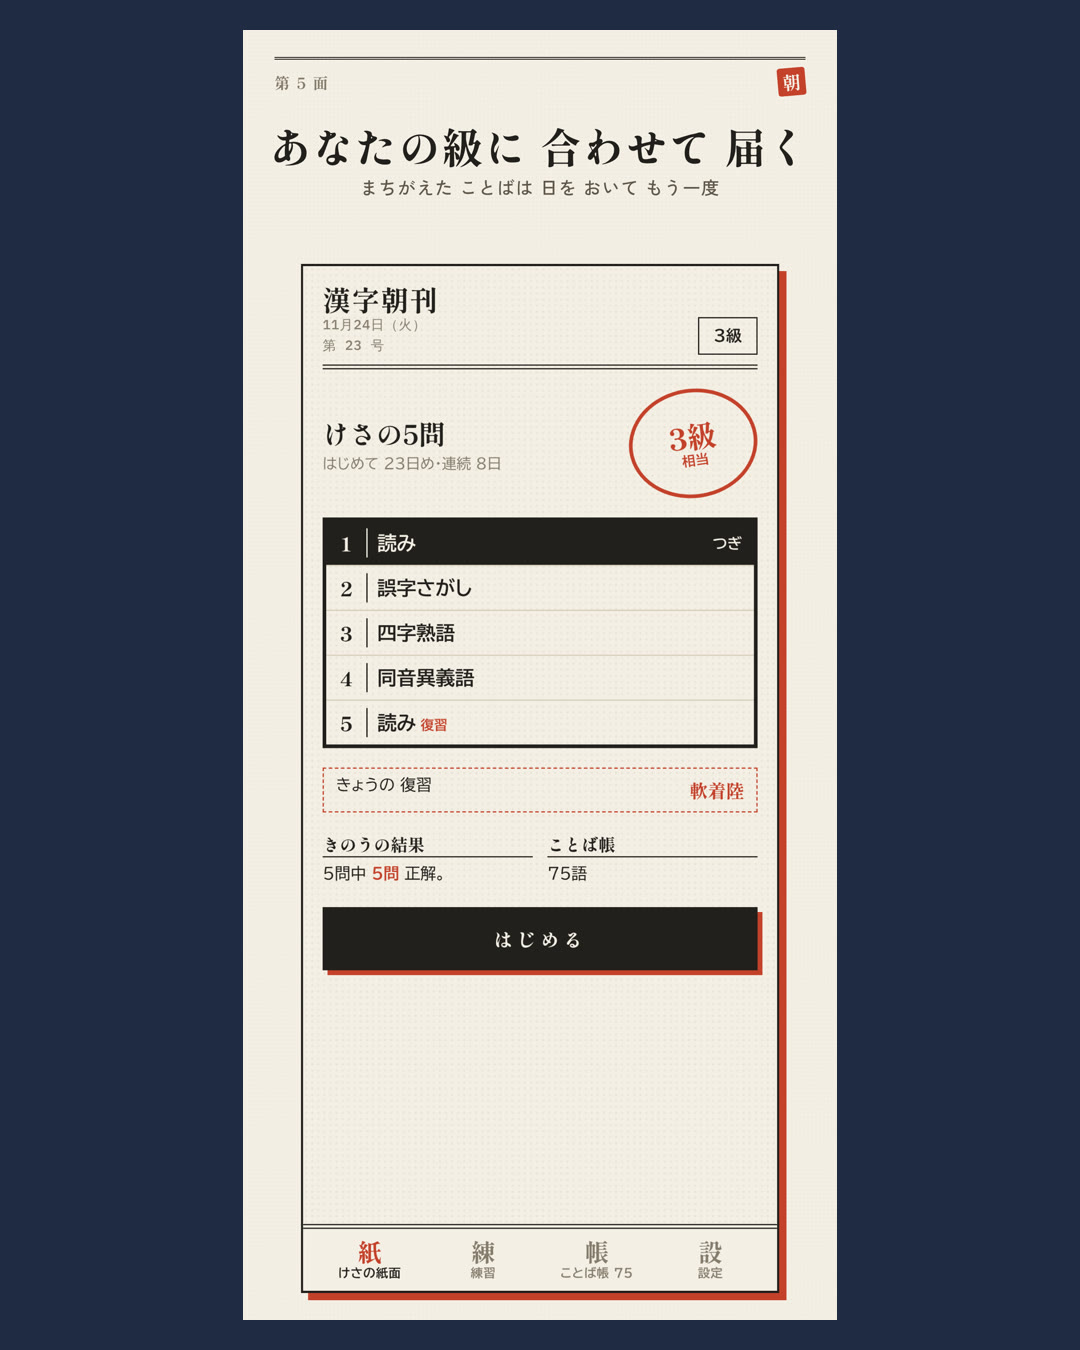 第 5 面
朝
あなたの級に 合わせて 届く
まちがえた ことばは 日を おいて もう一度
漢字朝刊
11月24日（火）
第 23 号
3級
けさの5問
はじめて 23日め・連続 8日
3級
相当
1 読み つぎ
2 誤字さがし
3 四字熟語
4 同音異義語
5 読み 復習
きょうの 復習 軟着陸
きのうの結果
5問中 5問 正解。
ことば帳
75語
はじめる
紙 けさの紙面
練 練習
帳 ことば帳 75
設 設定